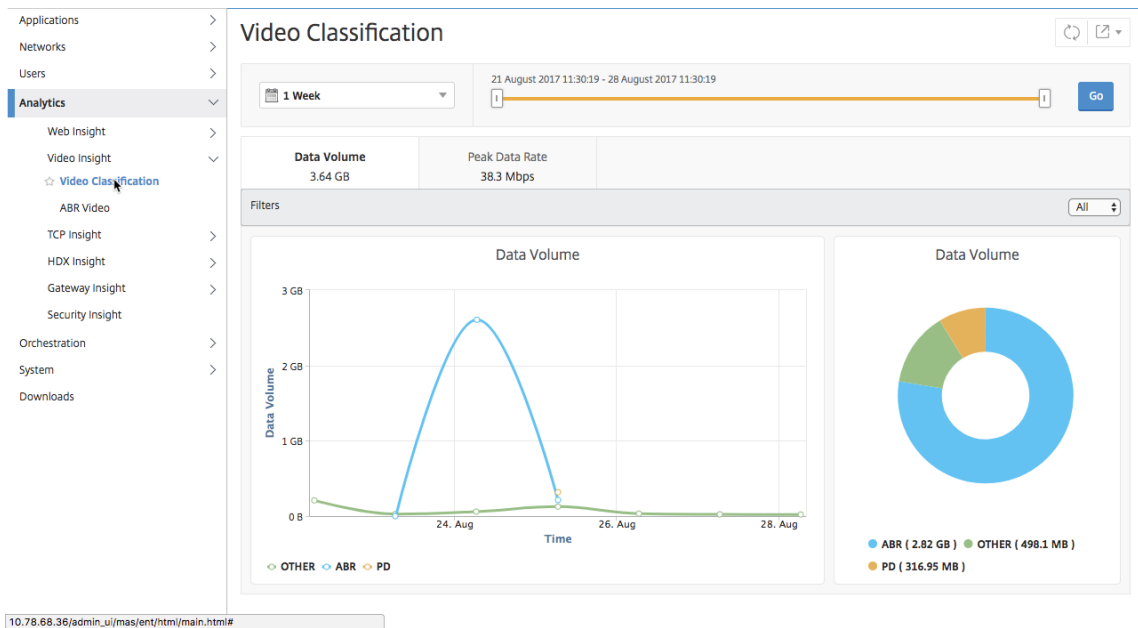 Applications
Networks
Users
Analytics
Web Insight
Video Insight
Video Classification
ABR Video
TCP Insight
HDX Insight
Gateway Insight
Security Insight
Orchestration
System
Downloads
Video Classification
1 Week
21 August 2017 11:30:19 - 28 August 2017 11:30:19
Go
Data Volume
3.64 GB
Peak Data Rate
38.3 Mbps
Filters
All
Data Volume
3 GB
2 GB
1 GB
0 B
Data Volume
24. Aug
26. Aug
28. Aug
Time
OTHER ABR PD
Data Volume
ABR ( 2.82 GB ) OTHER ( 498.1 MB )
PD ( 316.95 MB )
10.78.68.36/admin_ui/mas/ent/html/main.html#